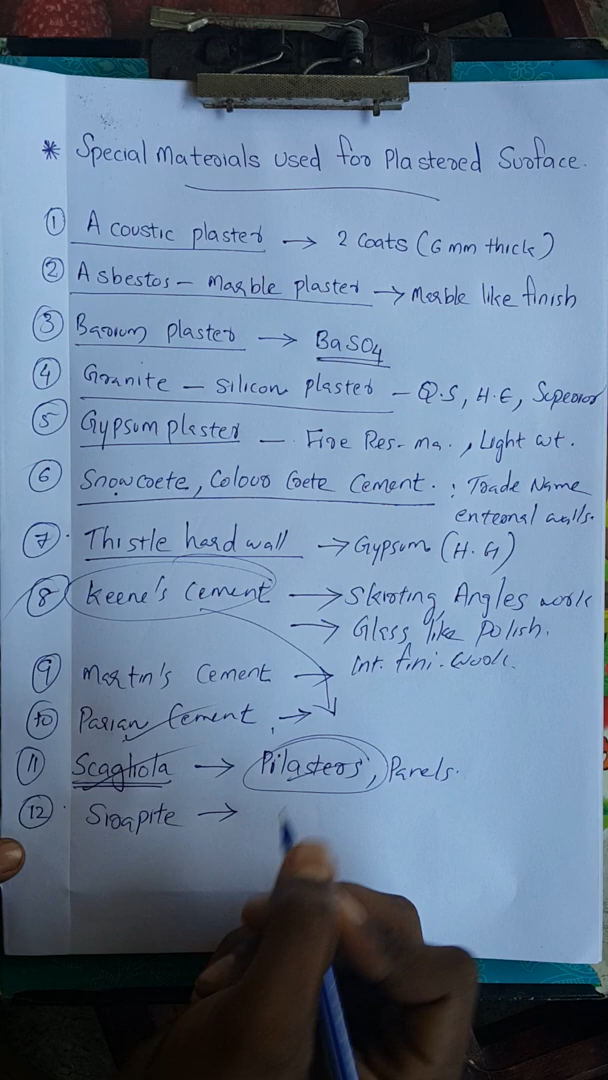 * Special Materials Used for Plastered Surface.
① Acoustic plaster → 2 Coats (6 mm thick)
② Asbestos - Marble plaster → Marble like finish
③ Barium plaster → BaSO4
④ Granite - Silicon plaster - Q.S, H.E, Superior
⑤ Gypsum plaster - Fire Res. ma., Light wt.
⑥ Snowcrete, Colour Crete Cement. : Trade Name
external walls.
⑦ Thistle hard wall → Gypsum (H.G)
⑧ Keene's Cement → Skirting, Angles work
→ Glass like Polish.
Int. fini. work.
⑨ Martin's Cement →
⑩ Parian Cement, →
⑪ Scagliola → Pilasters, Panels.
⑫ Sirapite →